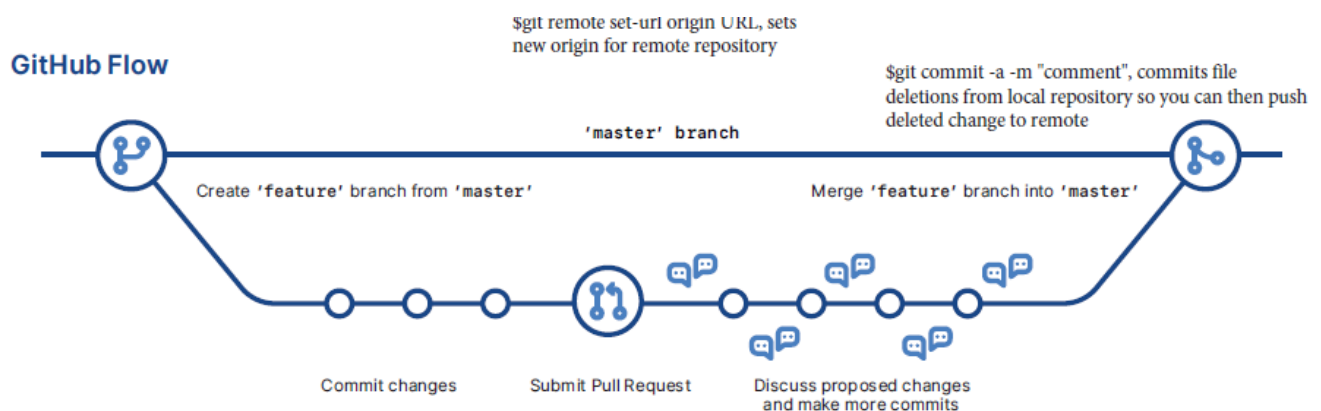 $git remote set-url origin URL, sets
new origin for remote repository
GitHub Flow
$git commit -a -m "comment", commits file
deletions from local repository so you can then push
deleted change to remote
‘master’ branch
Create ‘feature’ branch from ‘master’
Merge ‘feature’ branch into ‘master’
Commit changes
Submit Pull Request
Discuss proposed changes
and make more commits